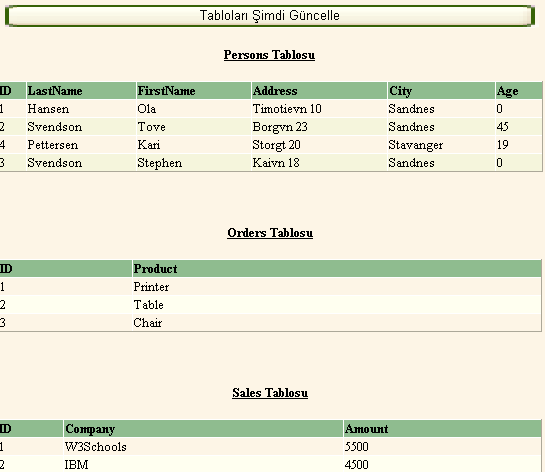 Tabloları Şimdi Güncelle
Persons Tablosu
ID LastName FirstName Address City Age
1 Hansen Ola Timotievn 10 Sandnes 0
2 Svendson Tove Borgvn 23 Sandnes 45
4 Pettersen Kari Storgt 20 Stavanger 19
3 Svendson Stephen Kaivn 18 Sandnes 0
Orders Tablosu
ID Product
1 Printer
2 Table
3 Chair
Sales Tablosu
ID Company Amount
1 W3Schools 5500
2 IBM 4500